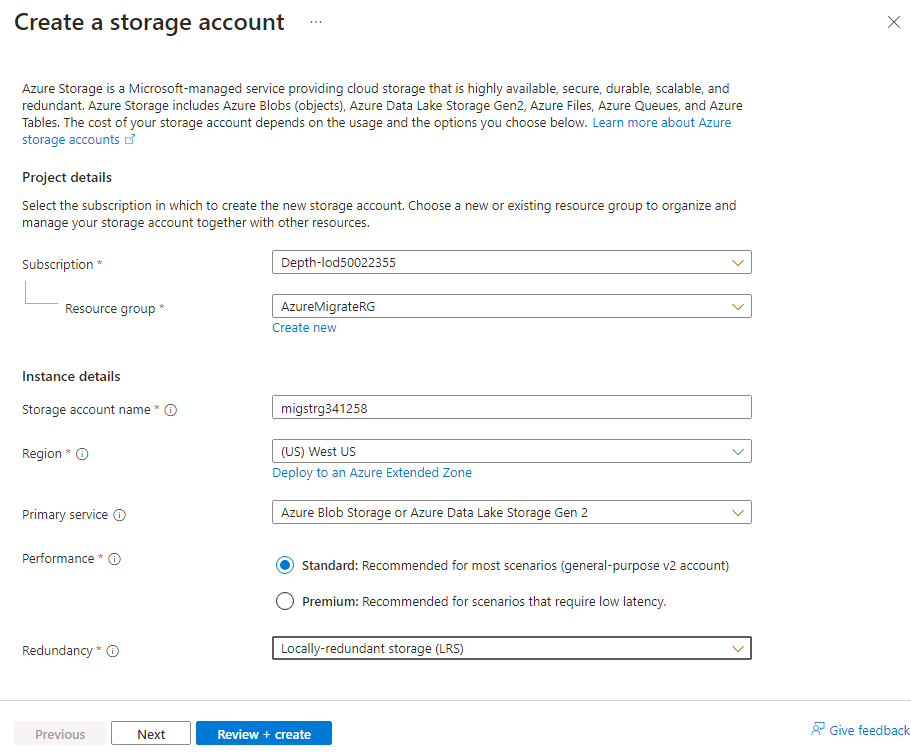 Create a storage account ...
Azure Storage is a Microsoft-managed service providing cloud storage that is highly available, secure, durable, scalable, and
redundant. Azure Storage includes Azure Blobs (objects), Azure Data Lake Storage Gen2, Azure Files, Azure Queues, and Azure
Tables. The cost of your storage account depends on the usage and the options you choose below. Learn more about Azure
storage accounts
Project details
Select the subscription in which to create the new storage account. Choose a new or existing resource group to organize and
manage your storage account together with other resources.
Subscription * Depth-lod50022355
Resource group * AzureMigrateRG
Create new
Instance details
Storage account name * migstrg341258
Region * (US) West US
Deploy to an Azure Extended Zone
Primary service Azure Blob Storage or Azure Data Lake Storage Gen 2
Performance * Standard: Recommended for most scenarios (general-purpose v2 account)
Premium: Recommended for scenarios that require low latency.
Redundancy * Locally-redundant storage (LRS)
Previous Next Review + create Give feedback